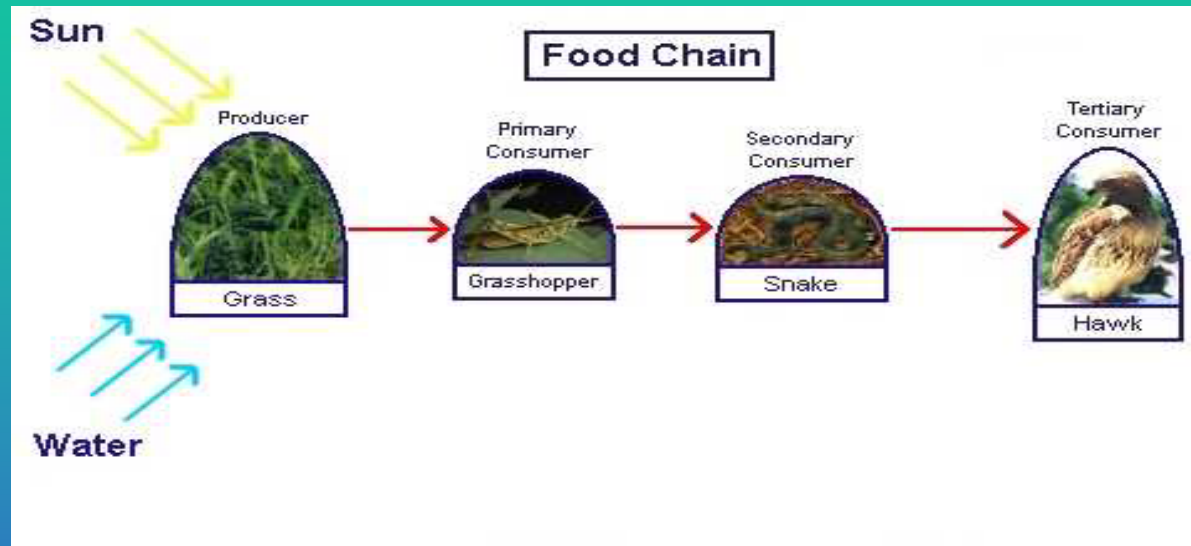 Sun
Food Chain
Producer
Primary
Consumer
Secondary
Consumer
Tertiary
Consumer
Grass
Grasshopper
Snake
Hawk
Water